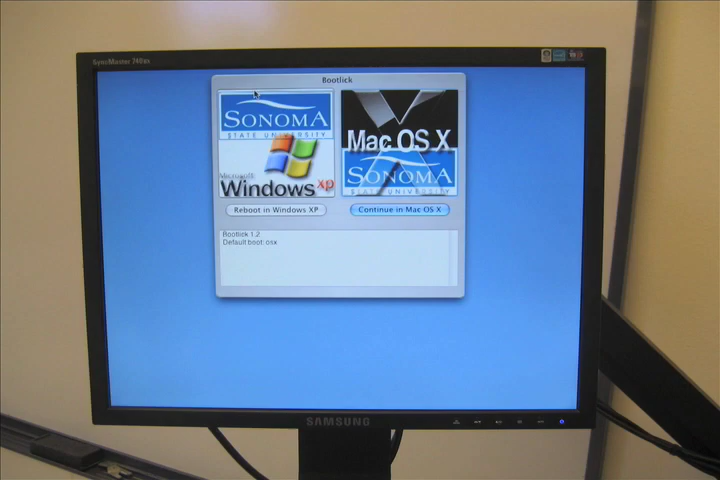 SyncMaster 740BX
Bootlick
SONOMA
STATE UNIVERSITY
Microsoft
Windows xp
Mac OS X
SONOMA
STATE UNIVERSITY
Reboot in Windows XP
Continue in Mac OS X
Bootlick 1.2
Default boot: osx
SAMSUNG